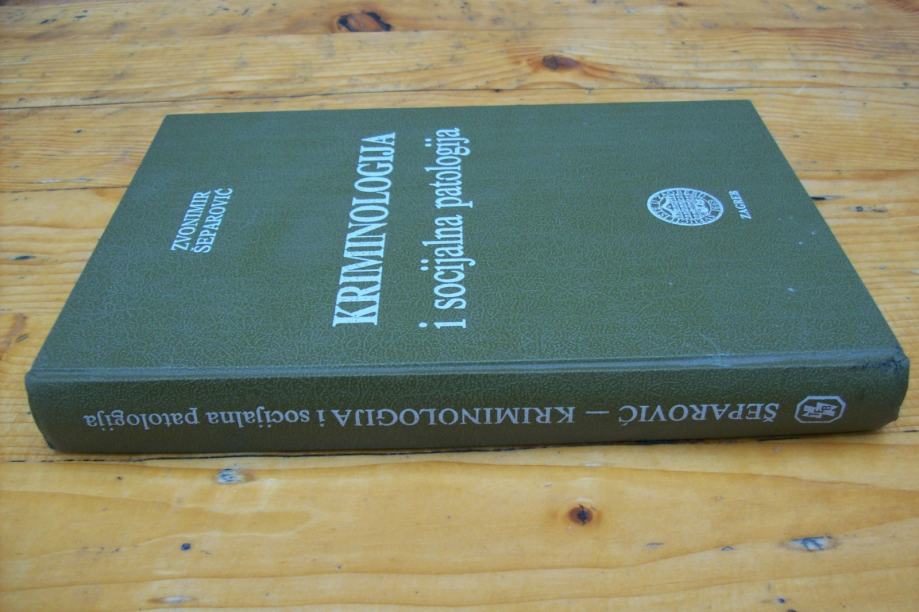 ZVONIMIR
ŠEPAROVIĆ
KRIMINOLOGIJA
i socijalna patologija
ZAGREB
ŠEPAROVIĆ – KRIMINOLOGIJA i socijalna patologija